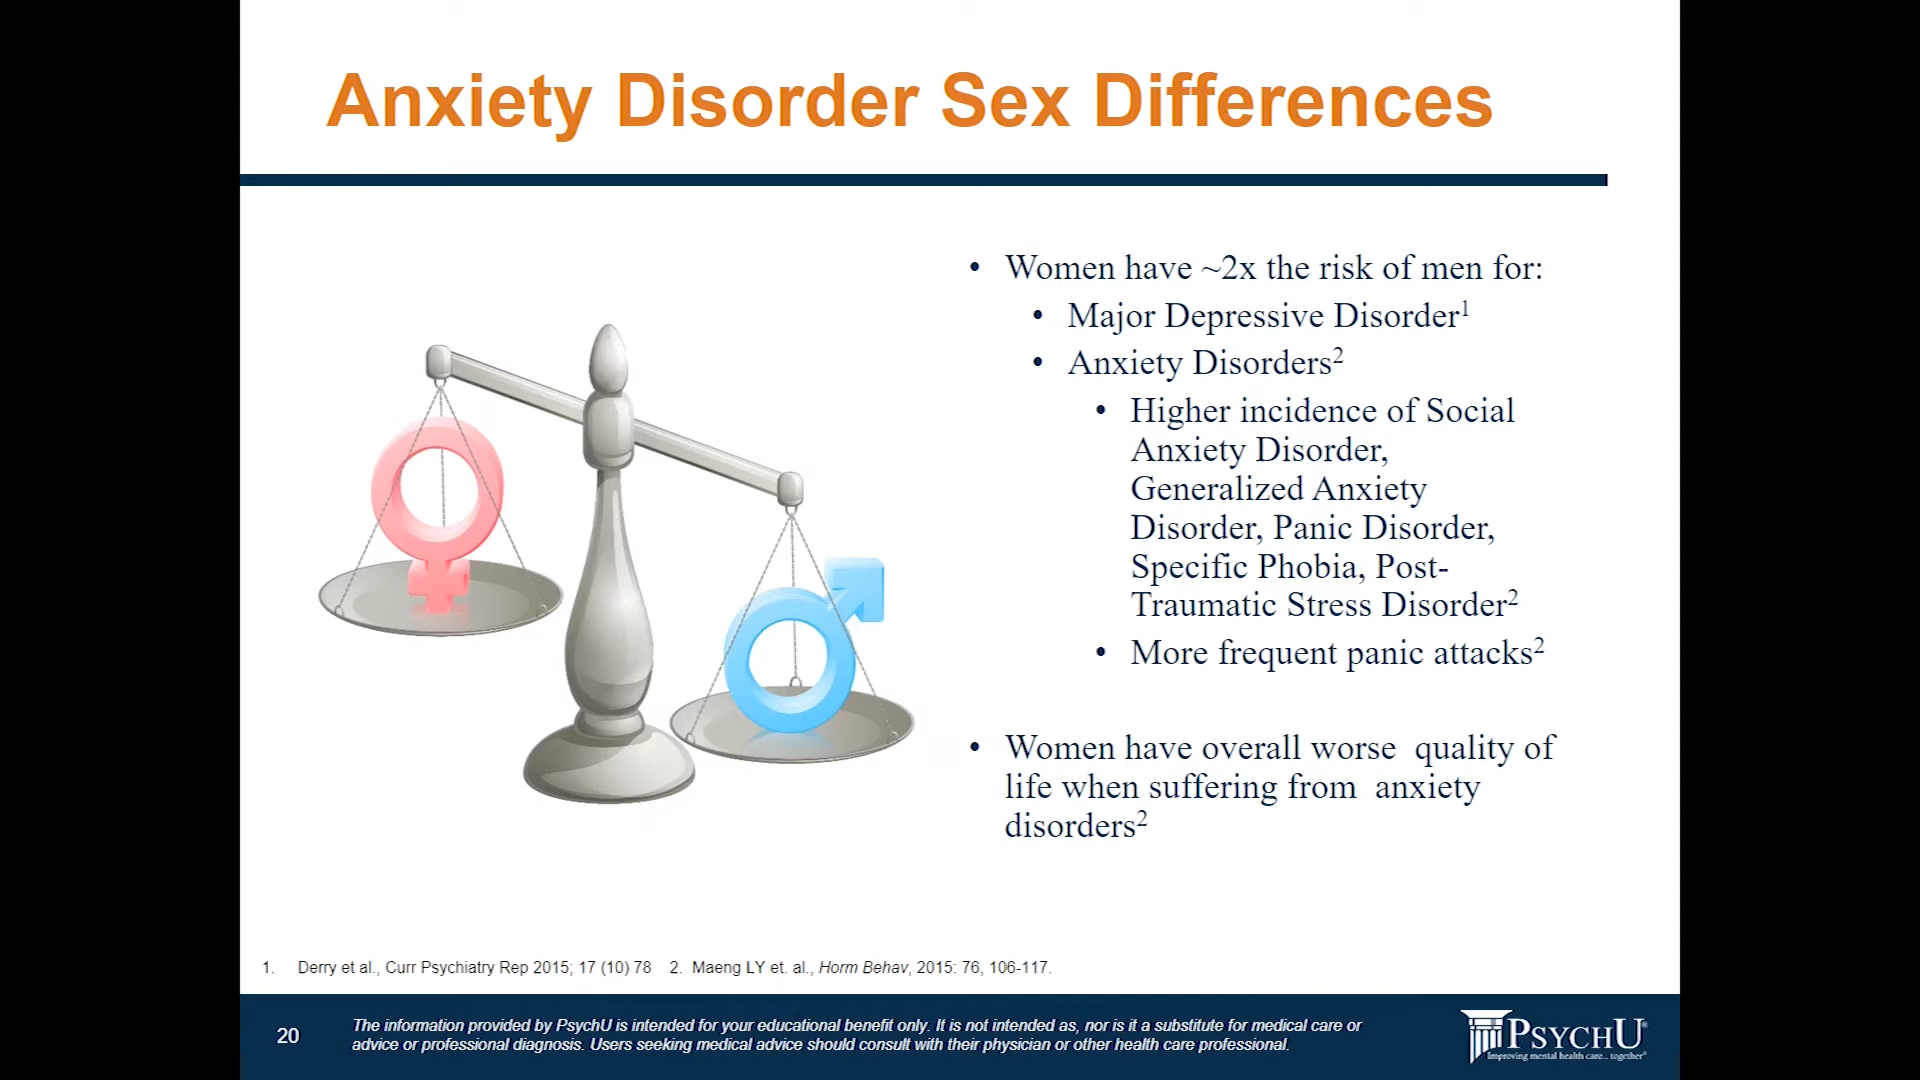 Anxiety Disorder Sex Differences
• Women have ~2x the risk of men for:
• Major Depressive Disorder¹
• Anxiety Disorders²
• Higher incidence of Social
Anxiety Disorder,
Generalized Anxiety
Disorder, Panic Disorder,
Specific Phobia, Post-
Traumatic Stress Disorder²
• More frequent panic attacks²
• Women have overall worse  quality of
life when suffering from  anxiety
disorders²
1. Derry et al., Curr Psychiatry Rep 2015; 17 (10) 78 2. Maeng LY et. al., Horm Behav, 2015: 76, 106-117.
20
The information provided by PsychU is intended for your educational benefit only. It is not intended as, nor is it a substitute for medical care or
advice or professional diagnosis. Users seeking medical advice should consult with their physician or other health care professional.
PSYCHU®
Improving mental health care... together®